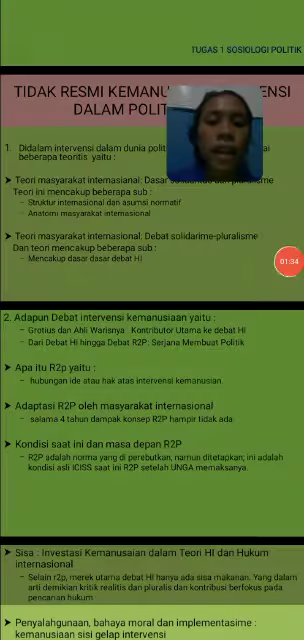 TUGAS 1 SOSIOLOGI POLITIK
TIDAK RESMI KEMANU ENSI
DALAM POLIT
1. Didalam intervensi dalam dunia polit ai
beberapa teoritis yaitu :
➤ Teori masyarakat internasianal: Dasar
Teori ini mencakup beberapa sub :
– Struktur internasional dan asumsi normatif
– Anatomi masyarakat internasional
➤ Teori masyarakat internasional: Debat solidarime-pluralisme
Dan teori mencakup beberapa sub :
– Mencakup dasar dasar debat HI
01:34
2. Adapun Debat intervensi kemanusiaan yaitu :
– Grotius dan Ahli Warisnya : Kontributor Utama ke debat HI
– Dari Debat HI hingga Debat R2P: Serjana Membuat Politik
➤ Apa itu R2p yaitu :
– hubungan ide atau hak atas intervensi kemanusian.
➤ Adaptasi R2P oleh masyarakat internasional
– salama 4 tahun dampak konsep R2P hampir tidak ada
➤ Kondisi saat ini dan masa depan R2P
– R2P adalah norma yang di perebutkan, namun ditetapkan; ini adalah
kondisi asli ICISS saat ini R2P setelah UNGA memaksanya.
➤ Sisa : Investasi Kemanusaian dalam Teori HI dan Hukum
internasional
– Selain r2p, merek utama debat HI hanya ada sisa makanan. Yang dalam
arti demikian kritik realitis dan pluralis dan kontribusi berfokus pada
pencarian hukum
➤ Penyalahgunaan, bahaya moral dan implementasime :
kemanusiaan sisi gelap intervensi